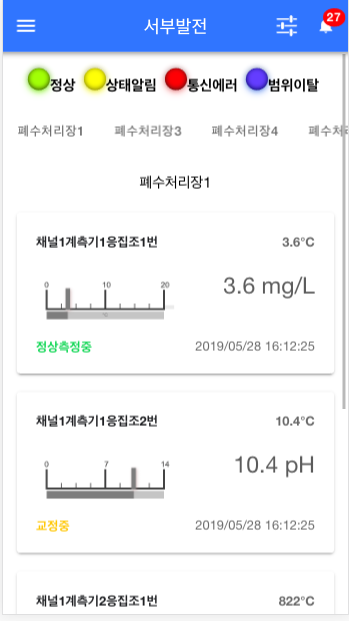 서부발전
27
정상 상태알림 통신에러 범위이탈
폐수처리장1 폐수처리장3 폐수처리장4 폐수처
폐수처리장1
채널1계측기1응집조1번 3.6°C
3.6 mg/L
0 10 20
정상측정중 2019/05/28 16:12:25
채널1계측기1응집조2번 10.4°C
10.4 pH
0 7 14
교정중 2019/05/28 16:12:25
채널1계측기2응집조1번 822°C